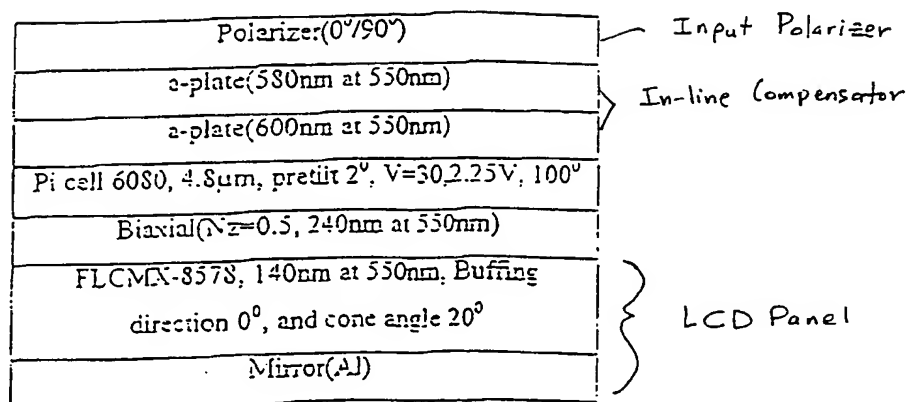 Polarizer(0°/90°)
Input Polarizer
a-plate(580nm at 550nm)
In-line Compensator
a-plate(600nm at 550nm)
Pi cell 6080, 4.8μm, pretilt 2°, V=30,2.25V, 100°
Biaxial(Nz=0.5, 240nm at 550nm)
FLCMX-8578, 140nm at 550nm, Buffing
direction 0°, and cone angle 20°
LCD Panel
Mirror(Al)